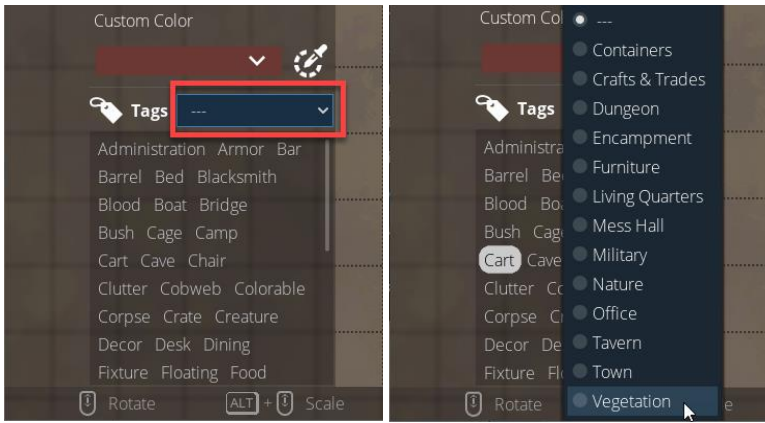 Custom Color
Tags ---
Administration Armor Bar
Barrel Bed Blacksmith
Blood Boat Bridge
Bush Cage Camp
Cart Cave Chair
Clutter Cobweb Colorable
Corpse Crate Creature
Decor Desk Dining
Fixture Floating Food
Rotate ALT + Scale
Custom Col
Tags
Administra
Barrel Be
Blood Bo
Bush Cag
Cart Cave
Clutter Co
Corpse C
Decor De
Fixture Fl
Rotate e
---
Containers
Crafts & Trades
Dungeon
Encampment
Furniture
Living Quarters
Mess Hall
Military
Nature
Office
Tavern
Town
Vegetation